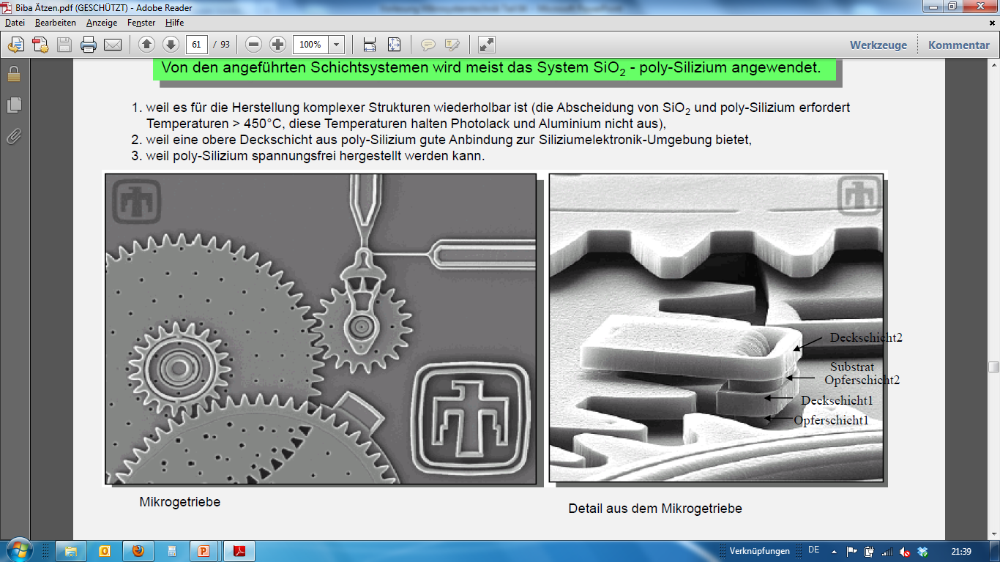 Biba Ätzen.pdf (GESCHÜTZT) - Adobe Reader
Datei Bearbeiten Anzeige Fenster Hilfe
61 / 93 100% Werkzeuge Kommentar
Von den angeführten Schichtsystemen wird meist das System SiO₂ - poly-Silizium angewendet.
1. weil es für die Herstellung komplexer Strukturen wiederholbar ist (die Abscheidung von SiO₂ und poly-Silizium erfordert
Temperaturen > 450°C, diese Temperaturen halten Photolack und Aluminium nicht aus),
2. weil eine obere Deckschicht aus poly-Silizium gute Anbindung zur Siliziumelektronik-Umgebung bietet,
3. weil poly-Silizium spannungsfrei hergestellt werden kann.
Deckschicht2
Substrat
Opferschicht2
Deckschicht1
Opferschicht1
Mikrogetriebe
Detail aus dem Mikrogetriebe
Verknüpfungen DE 21:39